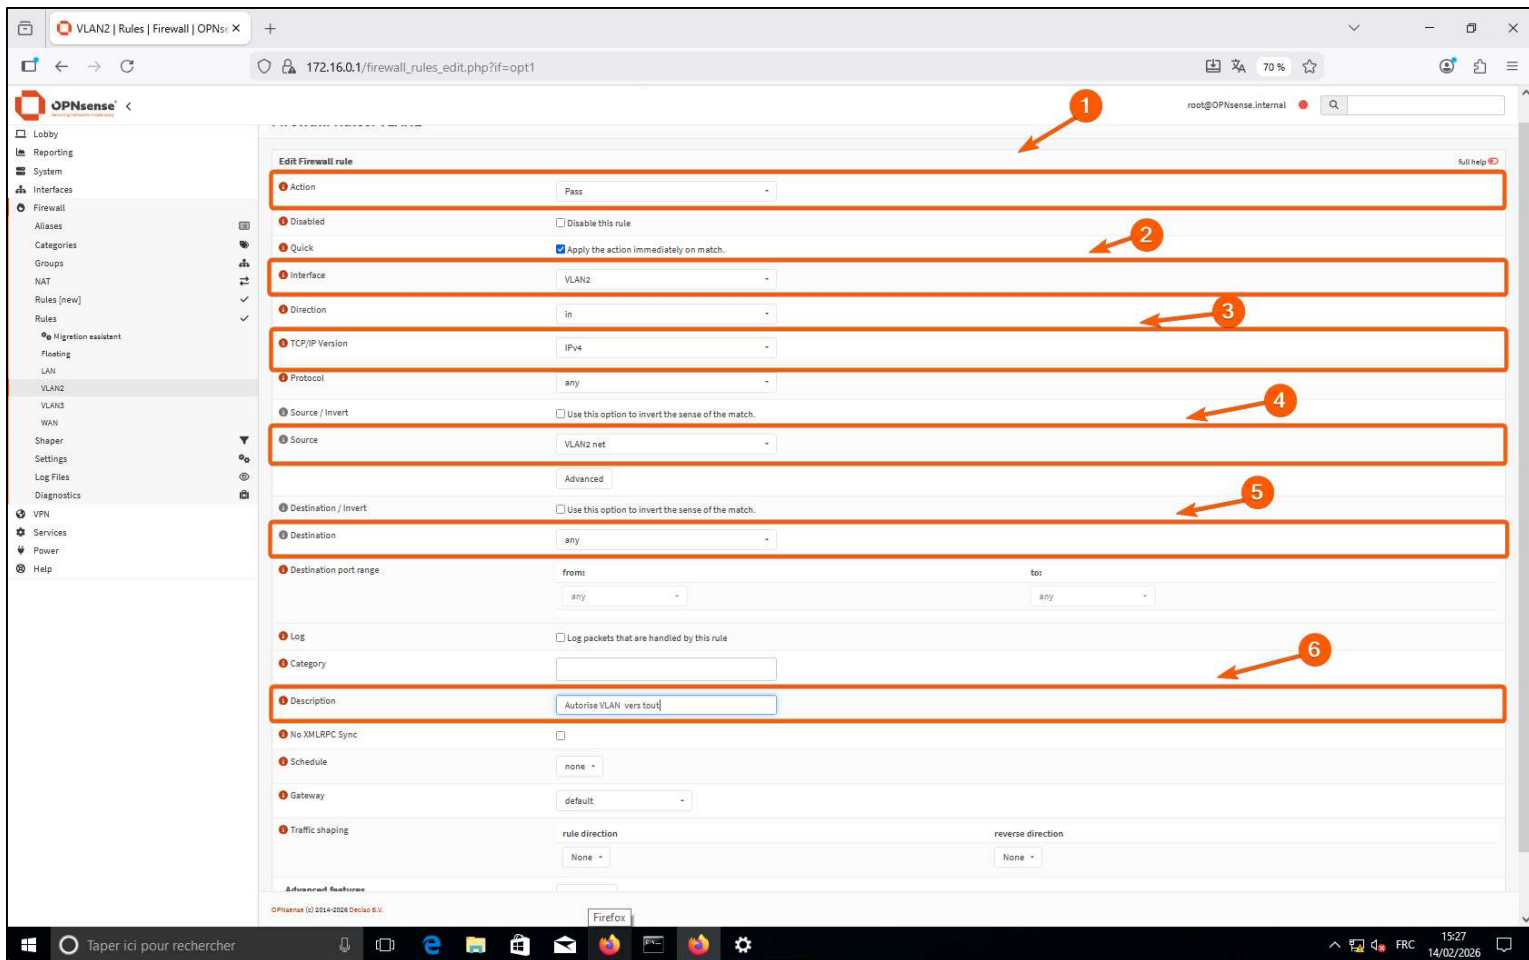 VLAN2 | Rules | Firewall | OPNse
172.16.0.1/firewall_rules_edit.php?if=opt1
70 %
OPNsense
root@OPNsense.internal
1
Lobby
Reporting
System
Interfaces
Firewall
Aliases
Categories
Groups
NAT
Rules [new]
Rules
Migration assistant
Floating
LAN
VLAN2
VLAN3
WAN
Shaper
Settings
Log Files
Diagnostics
VPN
Services
Power
Help
Edit Firewall rule
full help
Action
Pass
Disabled
Disable this rule
2
Quick
Apply the action immediately on match.
Interface
VLAN2
3
Direction
in
TCP/IP Version
IPv4
Protocol
any
4
Source / Invert
Use this option to invert the sense of the match.
Source
VLAN2 net
Advanced
5
Destination / Invert
Use this option to invert the sense of the match.
Destination
any
Destination port range
from:
to:
any
any
Log
Log packets that are handled by this rule
6
Category
Description
Autorise VLAN  vers tout
No XMLRPC Sync
Schedule
none
Gateway
default
Traffic shaping
rule direction
reverse direction
None
None
Advanced features
OPNsense (c) 2014-2026 Deciso B.V.
Firefox
Taper ici pour rechercher
FRC
15:27
14/02/2026